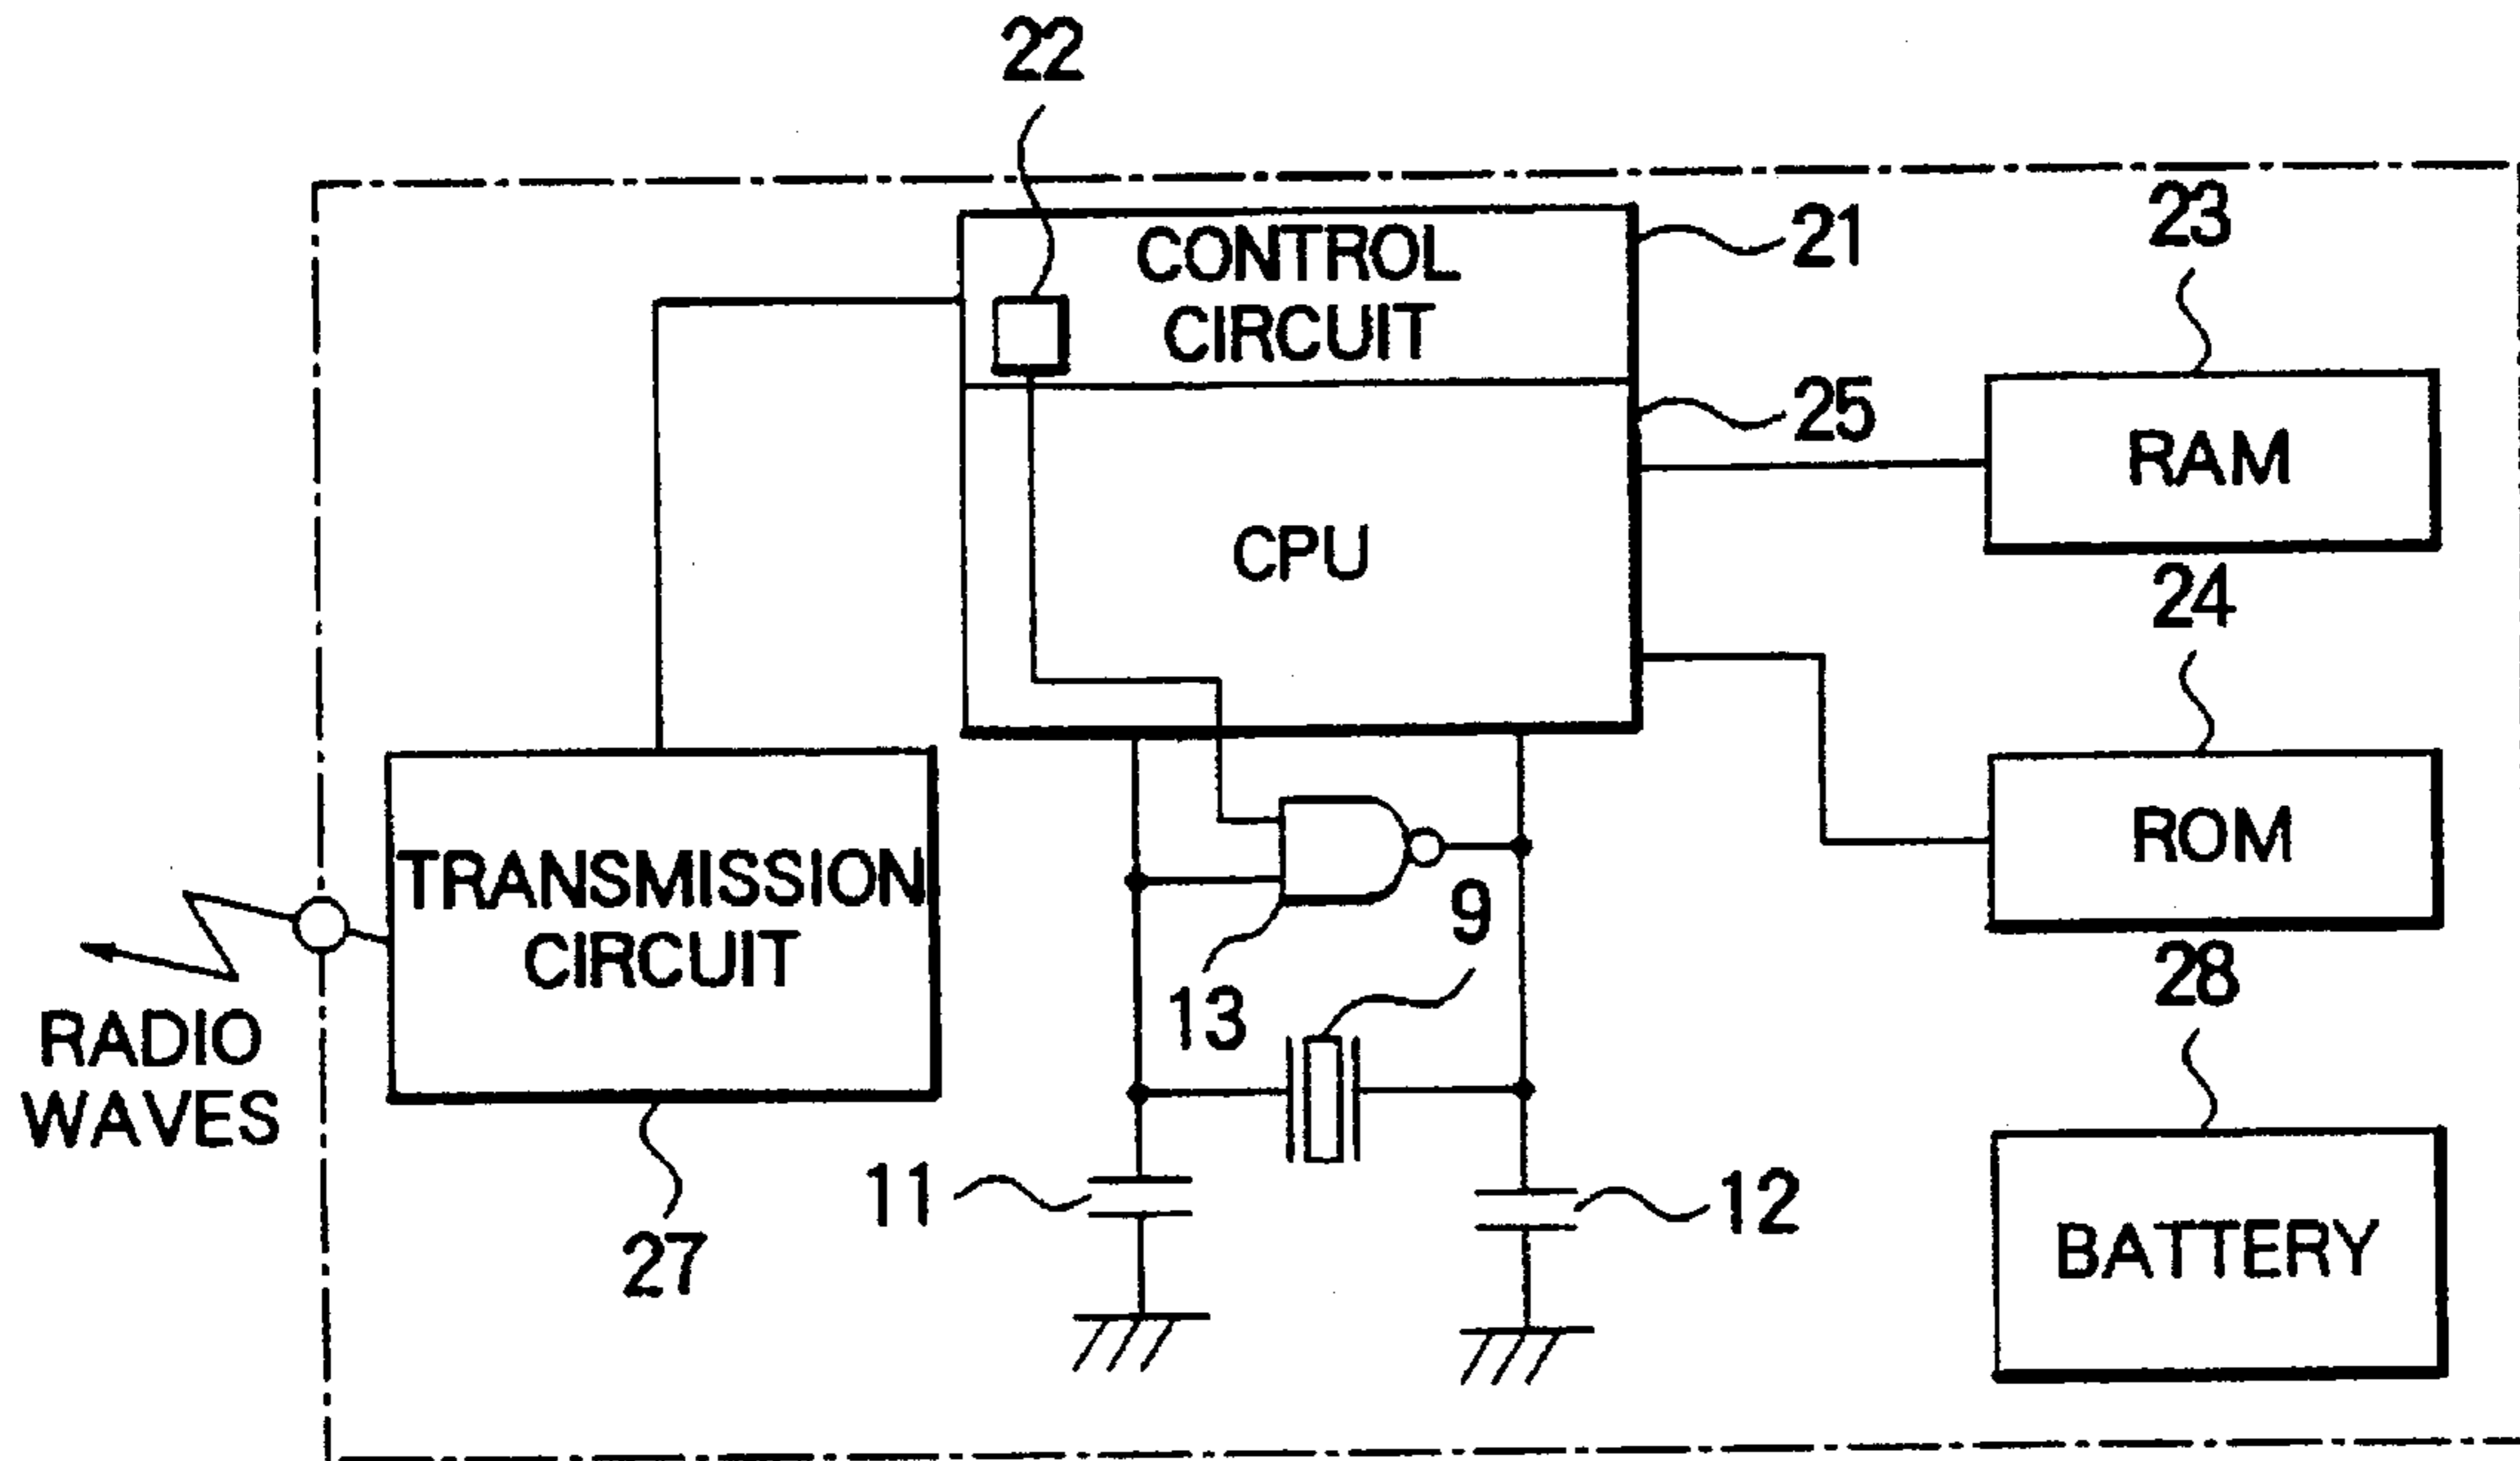 22
23
CONTROL
CIRCUIT
21
25
RAM
CPU
24
ROM
TRANSMISSION
CIRCUIT
9
28
13
RADIO
WAVES
11
12
27
BATTERY